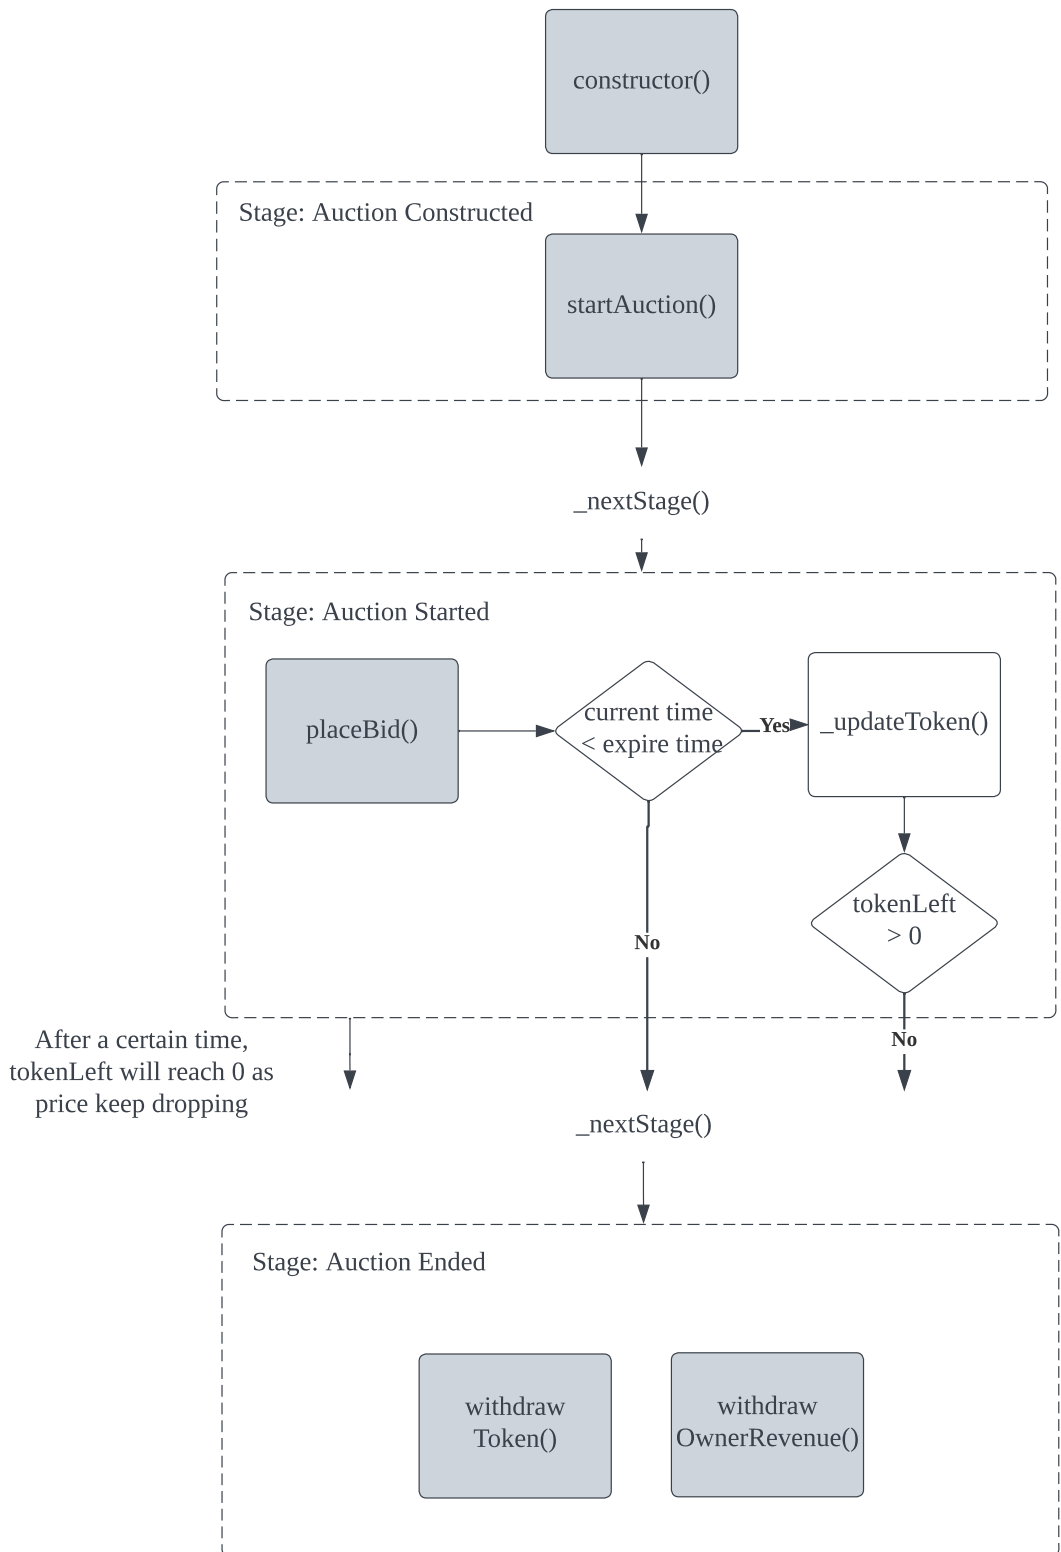 constructor()
Stage: Auction Constructed
startAuction()
_nextStage()
Stage: Auction Started
placeBid()
current time
< expire time
Yes
_updateToken()
tokenLeft
> 0
No
No
After a certain time,
tokenLeft will reach 0 as
price keep dropping
_nextStage()
Stage: Auction Ended
withdraw
Token()
withdraw
OwnerRevenue()